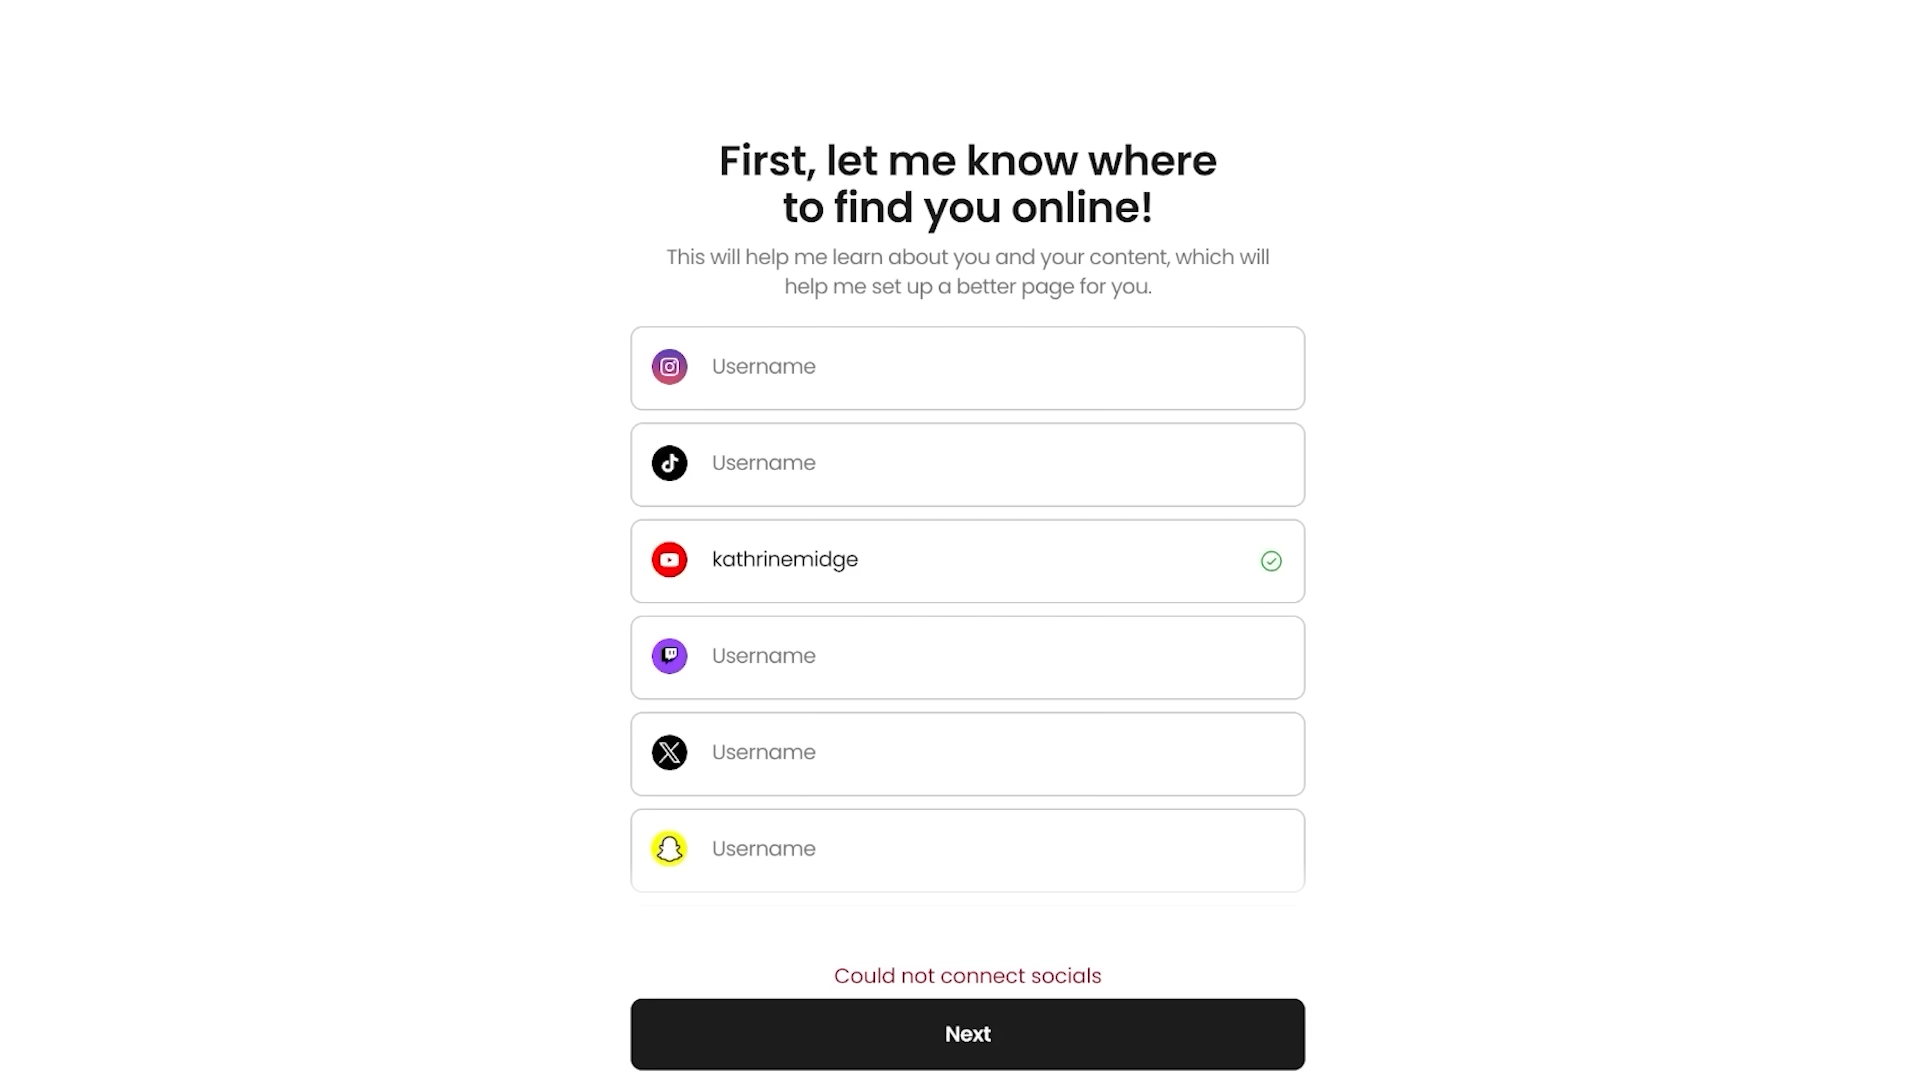 First, let me know where
to find you online!
This will help me learn about you and your content, which will
help me set up a better page for you.
Username
Username
kathrinemidge
Username
Username
Username
Could not connect socials
Next